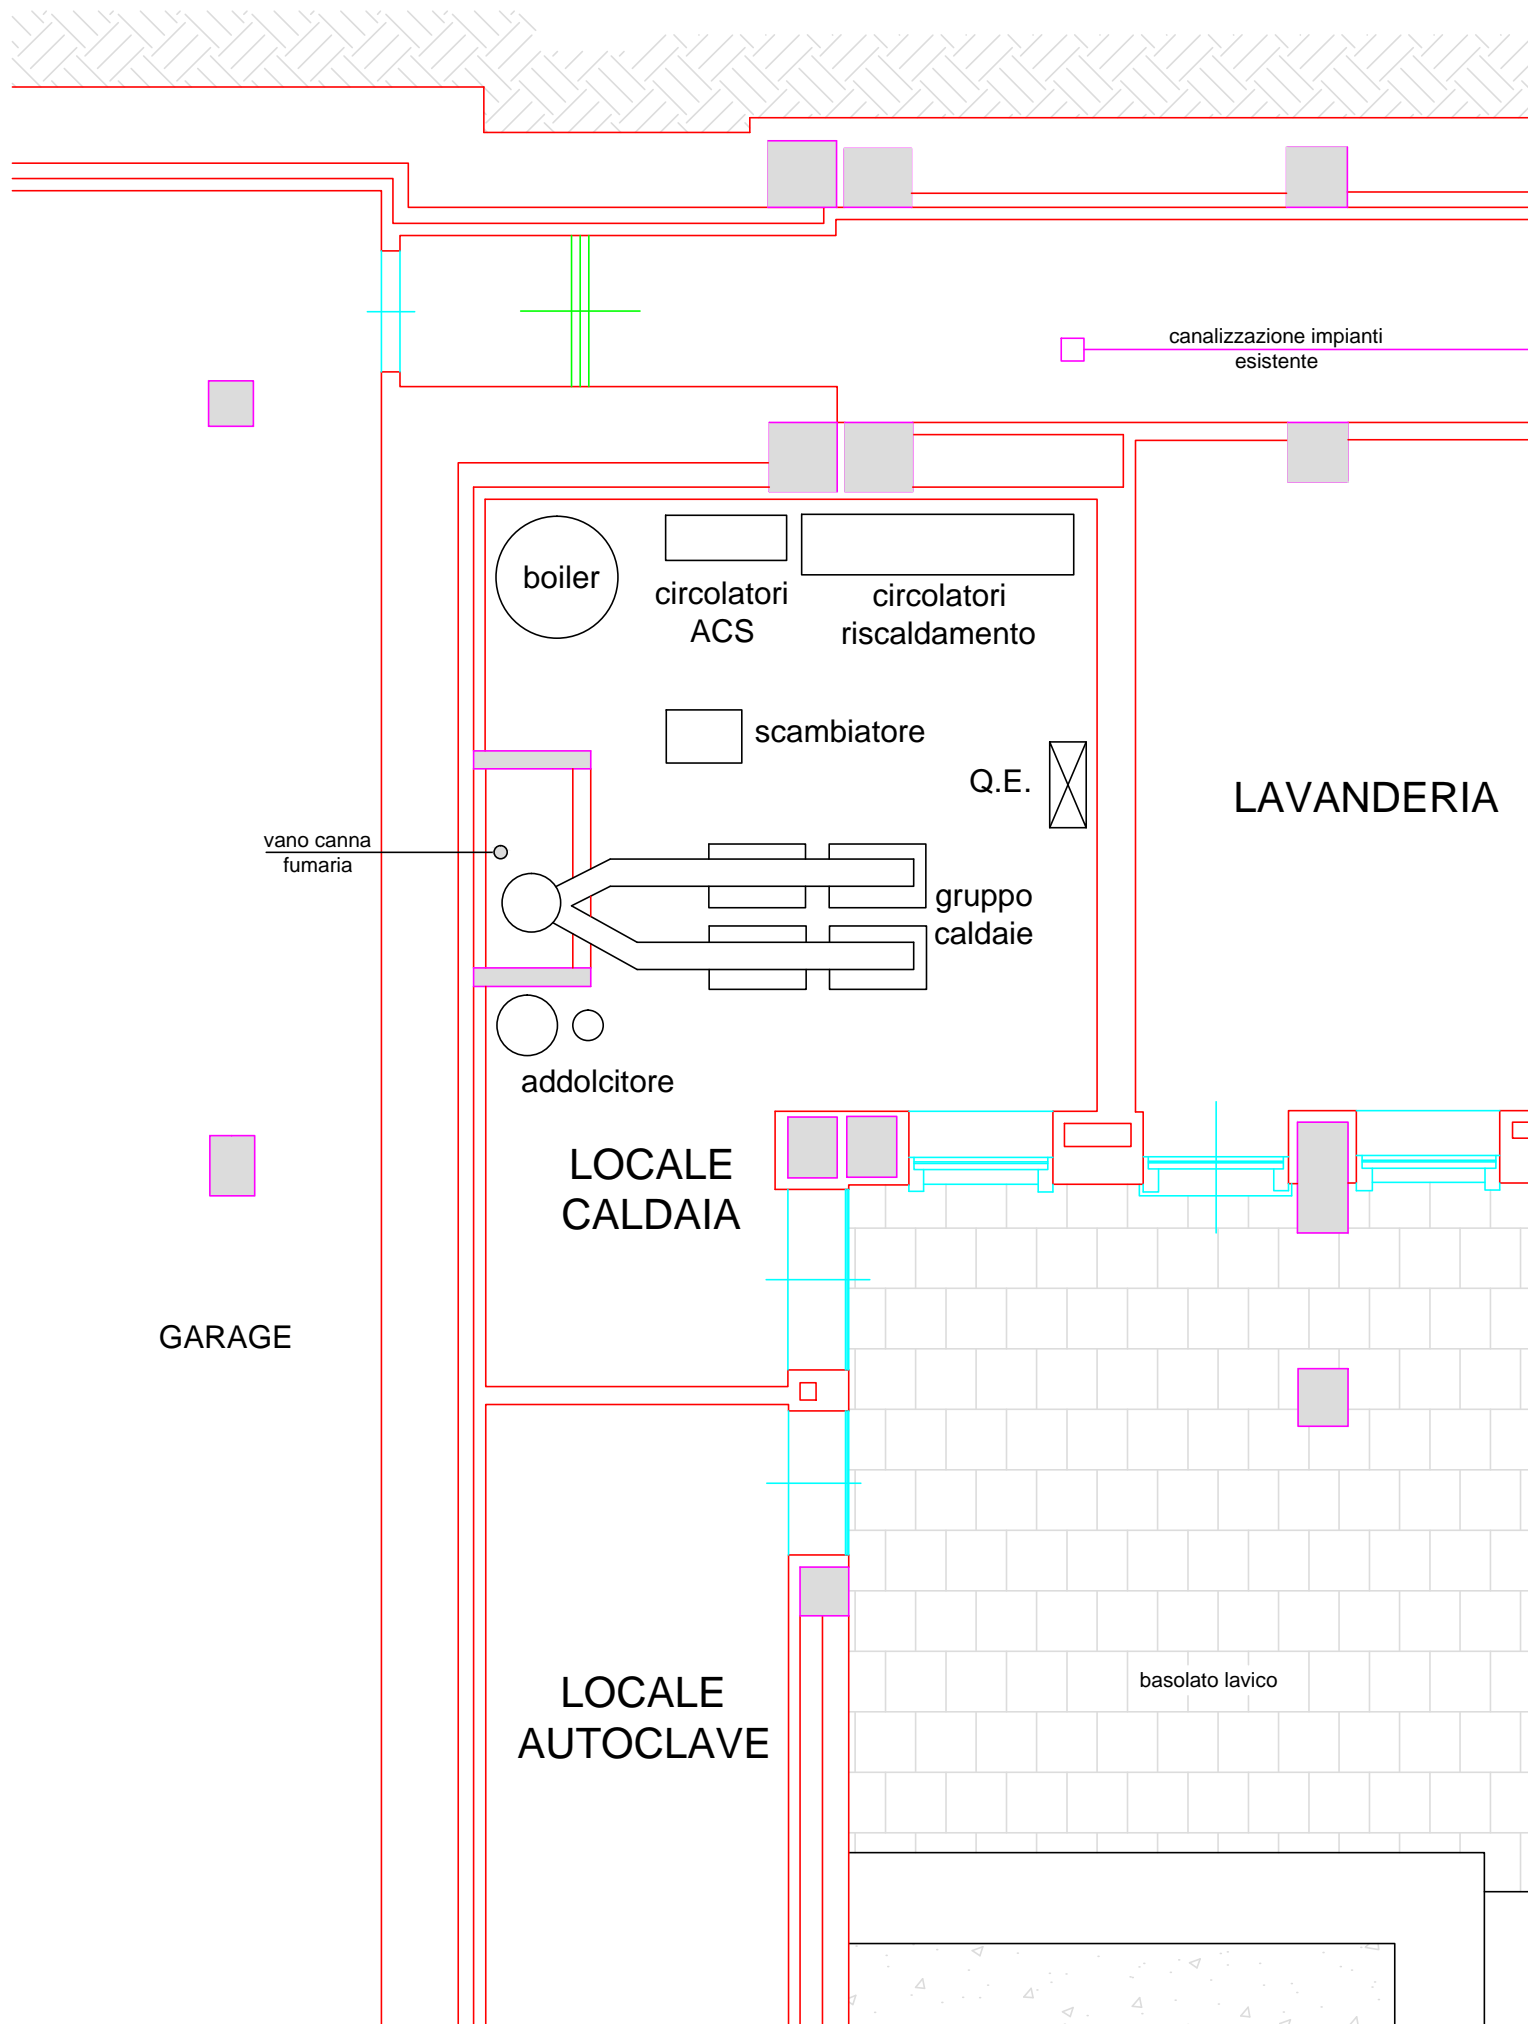 canalizzazione impianti
esistente
boiler
circolatori
ACS
circolatori
riscaldamento
scambiatore
Q.E.
LAVANDERIA
vano canna
fumaria
gruppo
caldaie
addolcitore
LOCALE
CALDAIA
GARAGE
LOCALE
AUTOCLAVE
basolato lavico